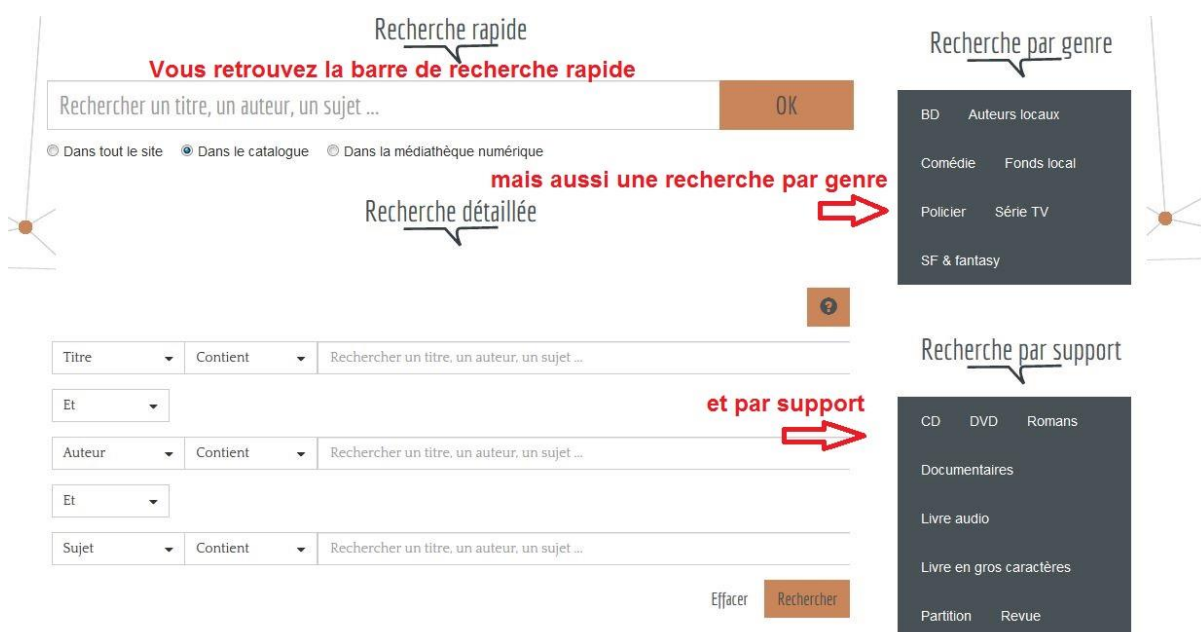 Recherche rapide
Vous retrouvez la barre de recherche rapide
Rechercher un titre, un auteur, un sujet ...
OK
Dans tout le site Dans le catalogue Dans la médiathèque numérique
mais aussi une recherche par genre
Recherche détaillée
Titre Contient Rechercher un titre, un auteur, un sujet ...
Et
Auteur Contient Rechercher un titre, un auteur, un sujet ...
Et
Sujet Contient Rechercher un titre, un auteur, un sujet ...
Effacer Rechercher
Recherche par genre
BD Auteurs locaux
Comédie Fonds local
Policier Série TV
SF & fantasy
et par support
Recherche par support
CD DVD Romans
Documentaires
Livre audio
Livre en gros caractères
Partition Revue